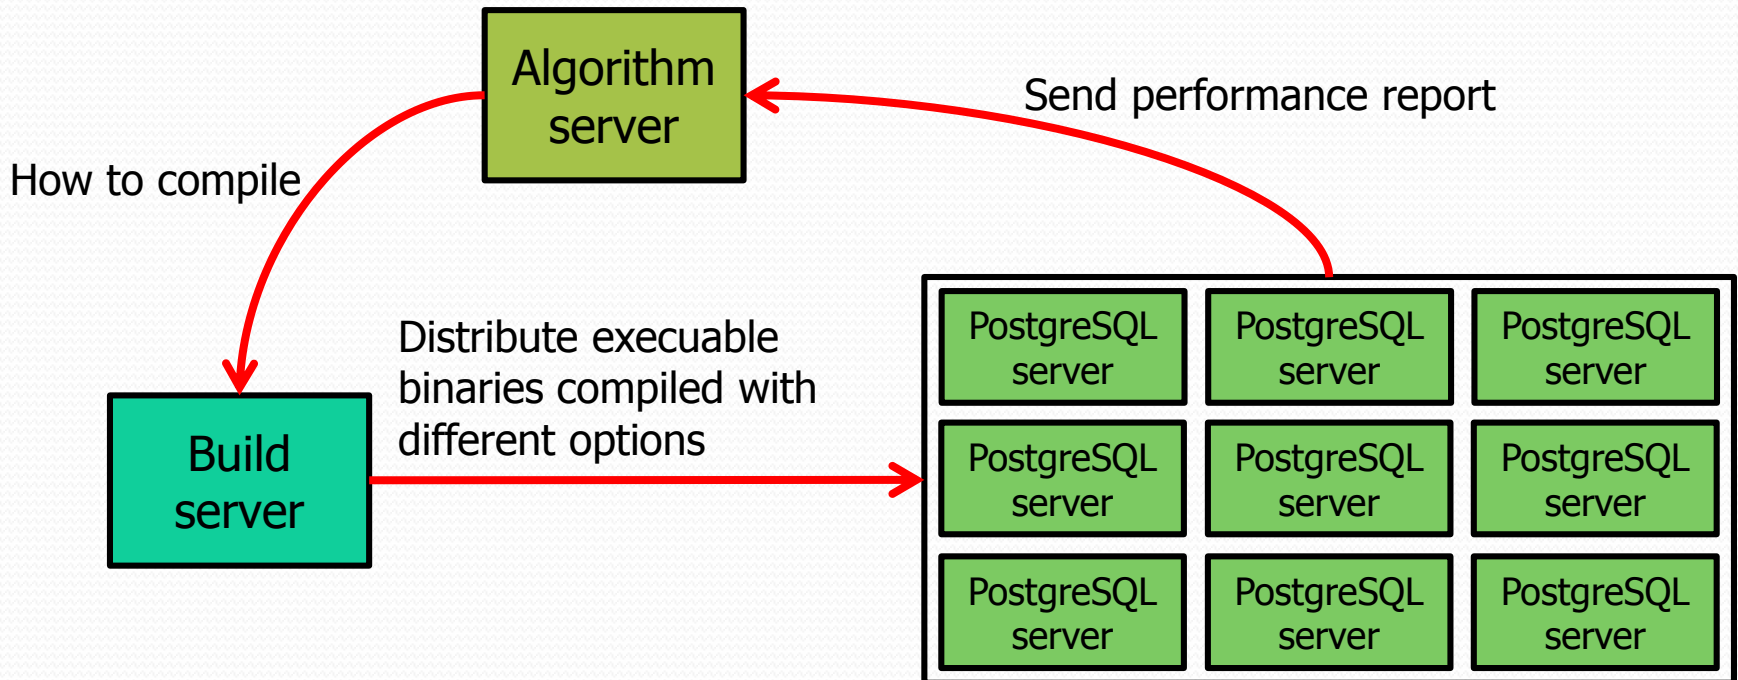 Algorithm
server
Send performance report
How to compile
Distribute execuable
binaries compiled with
different options
Build
server
PostgreSQL
server
PostgreSQL
server
PostgreSQL
server
PostgreSQL
server
PostgreSQL
server
PostgreSQL
server
PostgreSQL
server
PostgreSQL
server
PostgreSQL
server